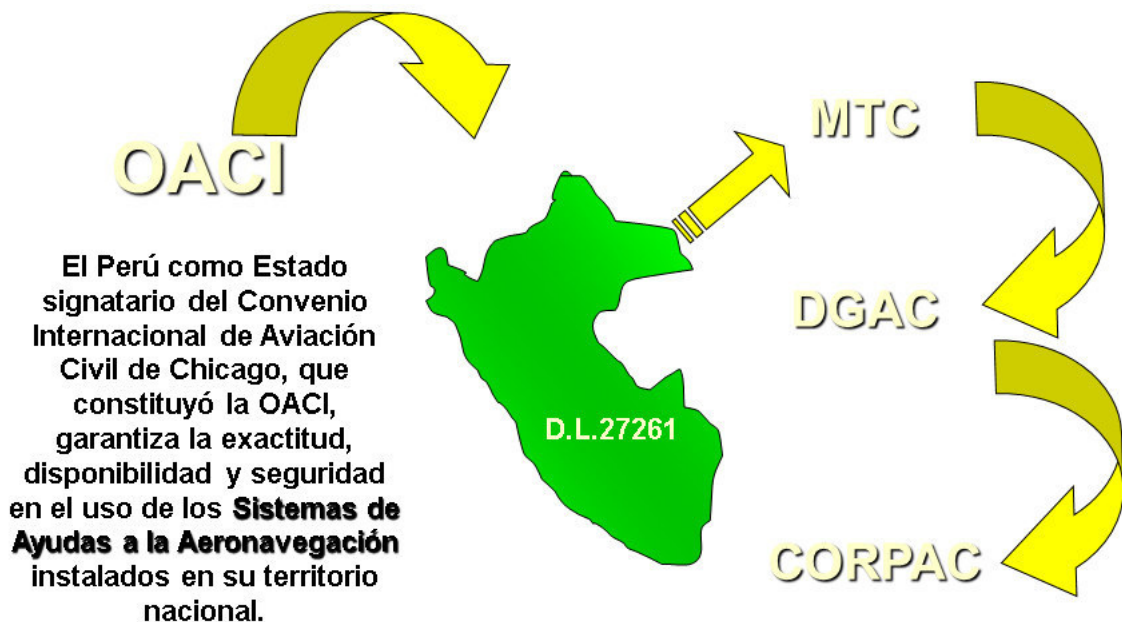 OACI
El Perú como Estado
signatario del Convenio
Internacional de Aviación
Civil de Chicago, que
constituyó la OACI,
garantiza la exactitud,
disponibilidad y seguridad
en el uso de los Sistemas de
Ayudas a la Aeronavegación
instalados en su territorio
nacional.
D.L.27261
MTC
DGAC
CORPAC